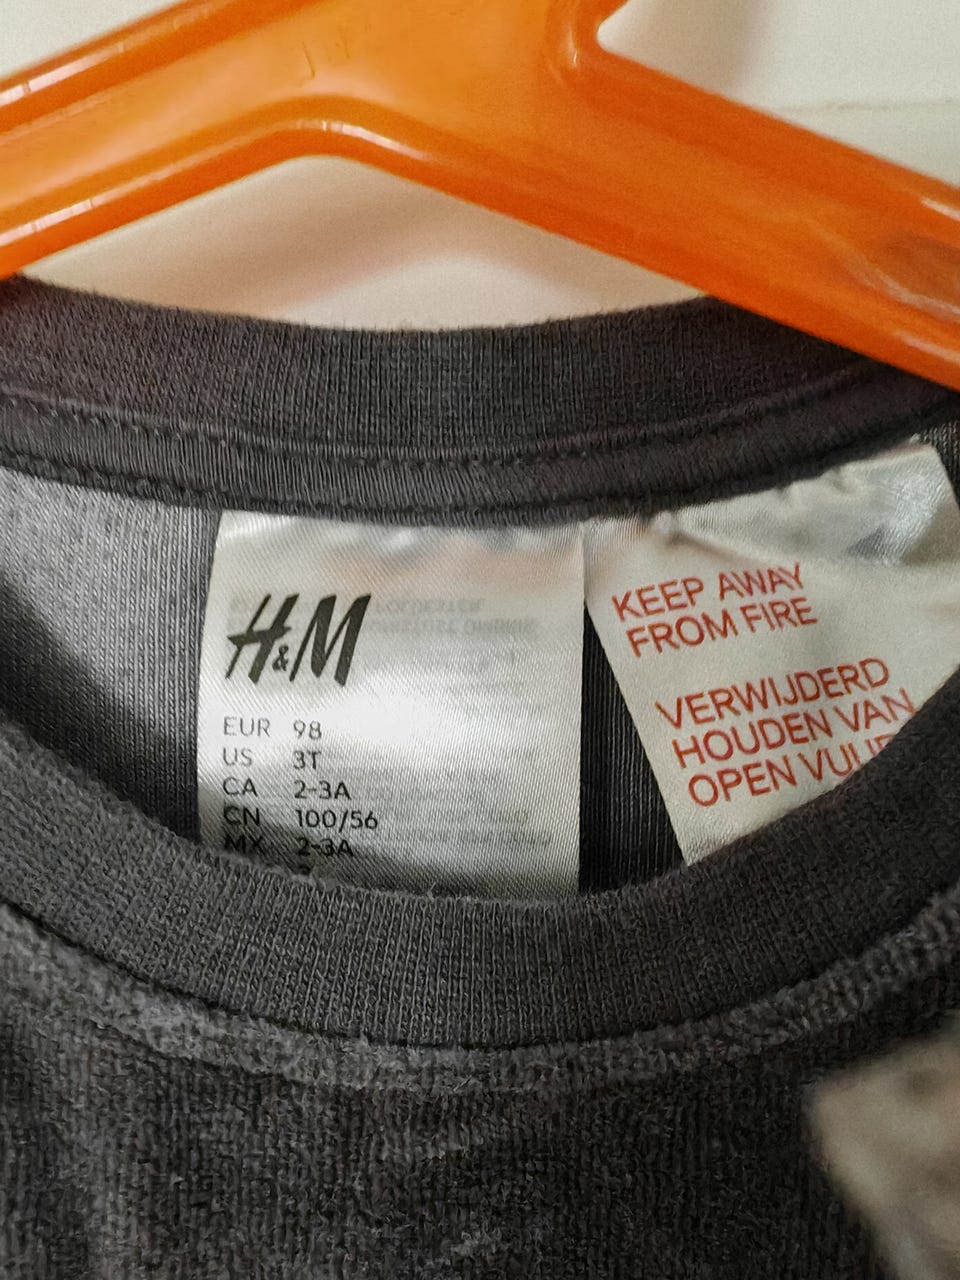 H&M
EUR 98
US 3T
CA 2-3A
CN 100/56
MX 2-3A
KEEP AWAY
FROM FIRE
VERWIJDERD
HOUDEN VAN
OPEN